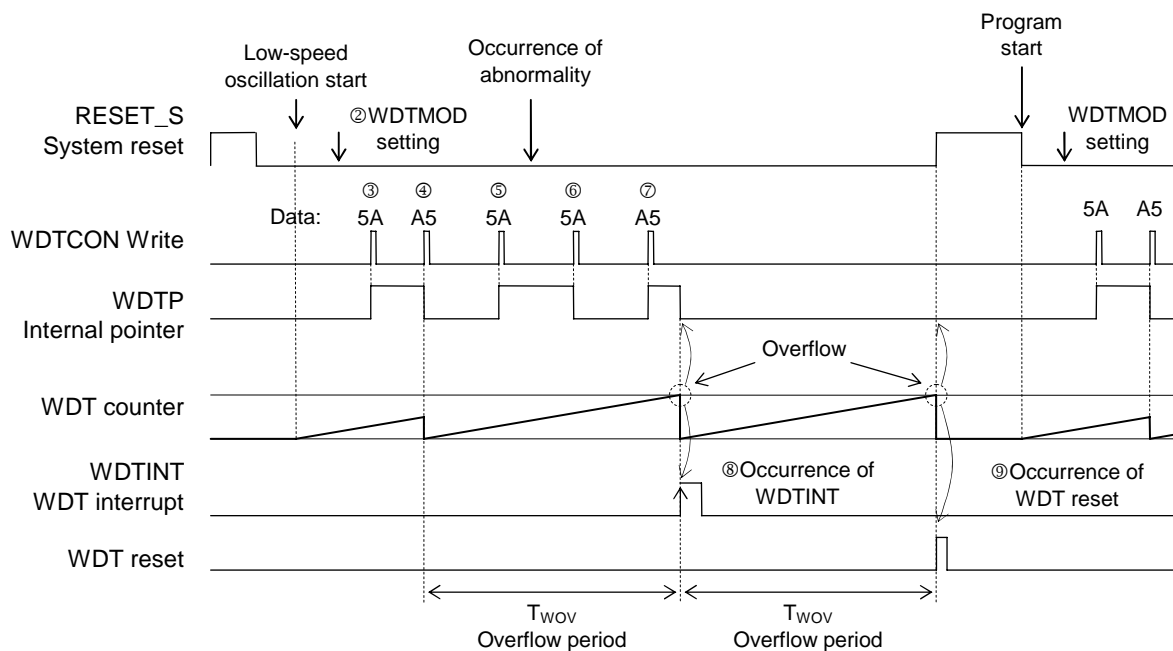 Program
start
Low-speed
oscillation start
Occurrence of
abnormality
RESET_S
System reset
②WDTMOD
setting
WDTMOD
setting
③ ④ ⑤ ⑥ ⑦
Data: 5A A5 5A 5A A5
5A A5
WDTCON Write
WDTP
Internal pointer
Overflow
WDT counter
WDTINT
WDT interrupt
⑧Occurrence of
WDTINT
⑨Occurrence of
WDT reset
WDT reset
TWOV
Overflow period
TWOV
Overflow period